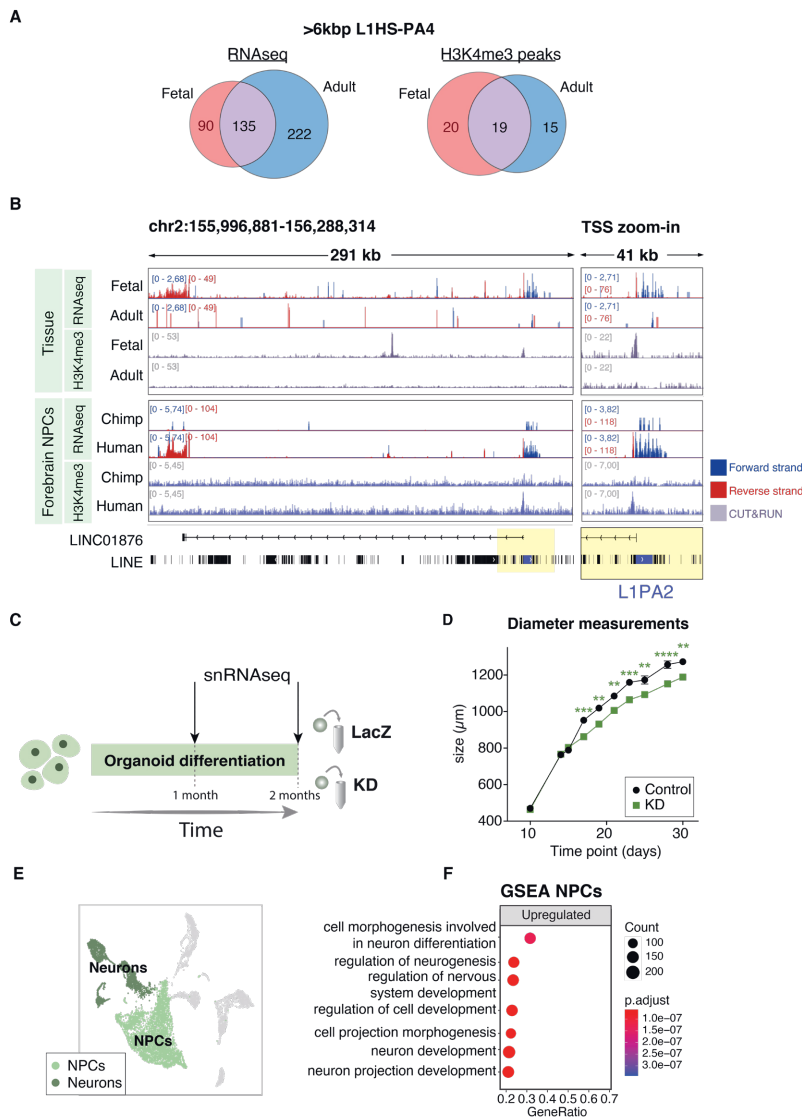 A
>6kbp L1HS-PA4
RNAseq
H3K4me3 peaks
Fetal
Adult
90
135
222
Fetal
Adult
20
19
15
B
chr2:155,996,881-156,288,314
TSS zoom-in
291 kb
41 kb
Tissue
RNAseq
H3K4me3
Fetal
[0 - 2,68] [0 - 49]
[0 - 2,71]
[0 - 76]
Adult
[0 - 2,68] [0 - 49]
[0 - 2,71]
[0 - 76]
Fetal
[0 - 53]
[0 - 22]
Adult
[0 - 53]
[0 - 22]
Forebrain NPCs
RNAseq
H3K4me3
Chimp
[0 - 5,74] [0 - 104]
[0 - 3,82]
[0 - 118]
Human
[0 - 5,74] [0 - 104]
[0 - 3,82]
[0 - 118]
Chimp
[0 - 5,45]
[0 - 7,00]
Human
[0 - 5,45]
[0 - 7,00]
Forward strand
Reverse strand
CUT&RUN
LINC01876
LINE
L1PA2
C
snRNAseq
Organoid differentiation
1 month
2 months
Time
LacZ
KD
D
Diameter measurements
size (µm)
1200
1000
800
600
400
*** ** ** *** ** **** **
Control
KD
10 20 30
Time point (days)
E
Neurons
NPCs
NPCs
Neurons
F
GSEA NPCs
Upregulated
cell morphogenesis involved
in neuron differentiation
regulation of neurogenesis
regulation of nervous
system development
regulation of cell development
cell projection morphogenesis
neuron development
neuron projection development
0.2 0.3 0.4 0.5 0.6 0.7
GeneRatio
Count
100
150
200
p.adjust
1.0e−07
1.5e−07
2.0e−07
2.5e−07
3.0e−07